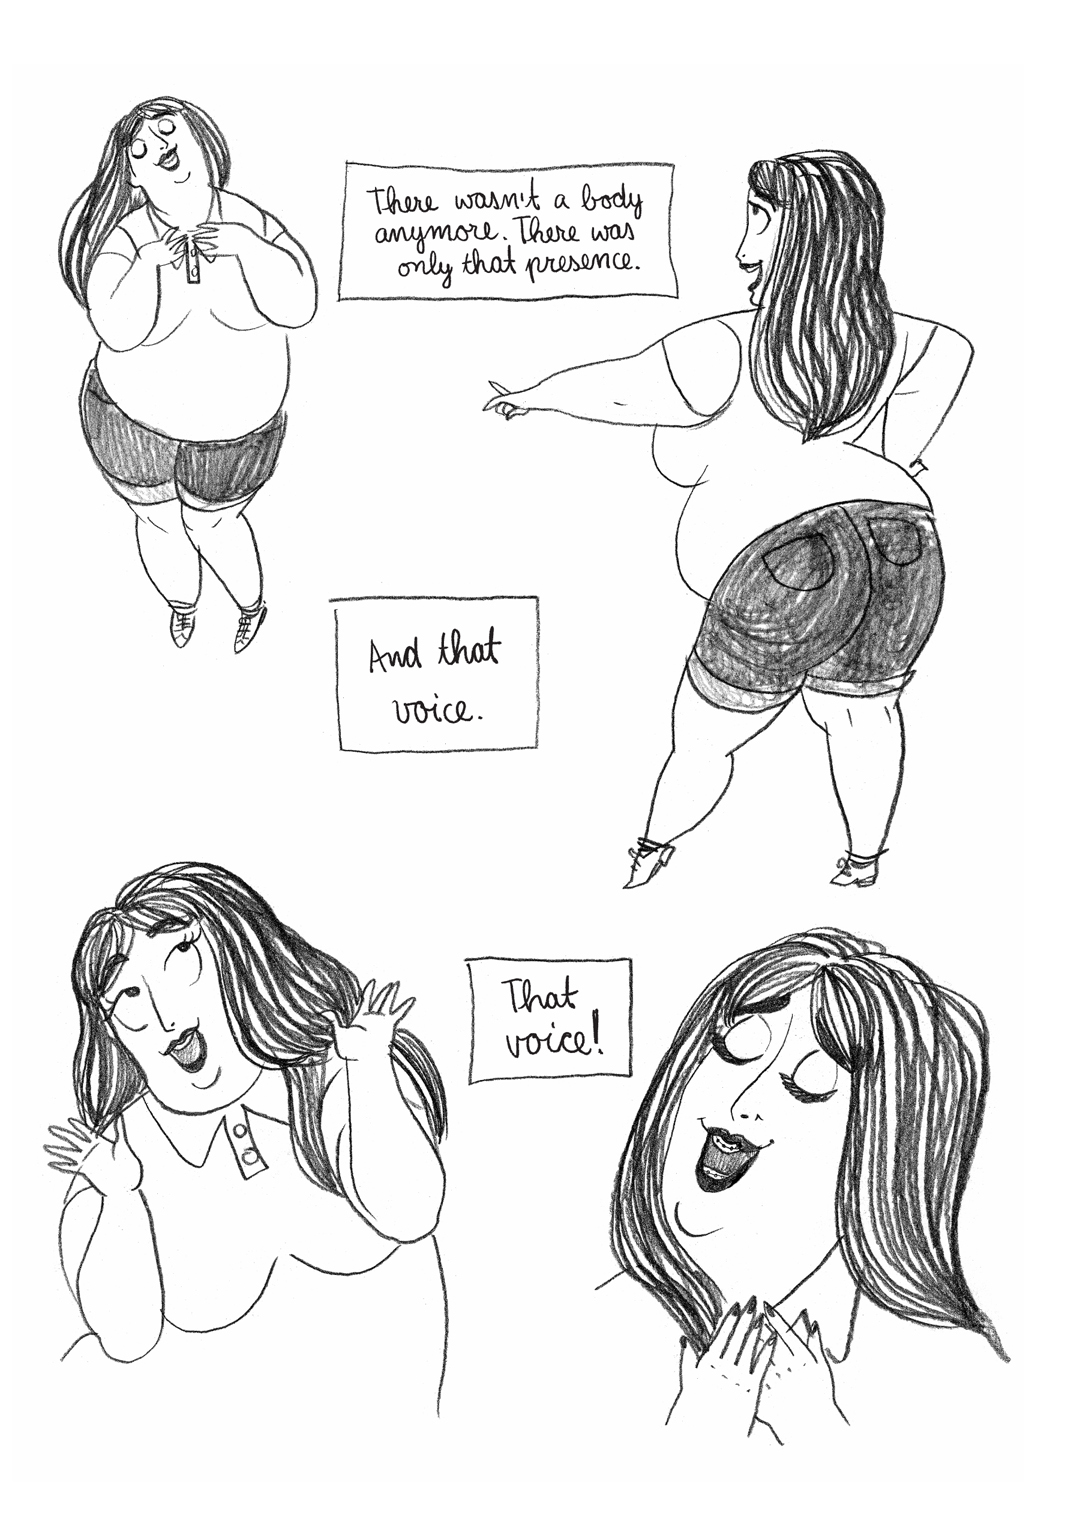 There wasn't a body
anymore. There was
only that presence.
And that
voice.
That
voice!